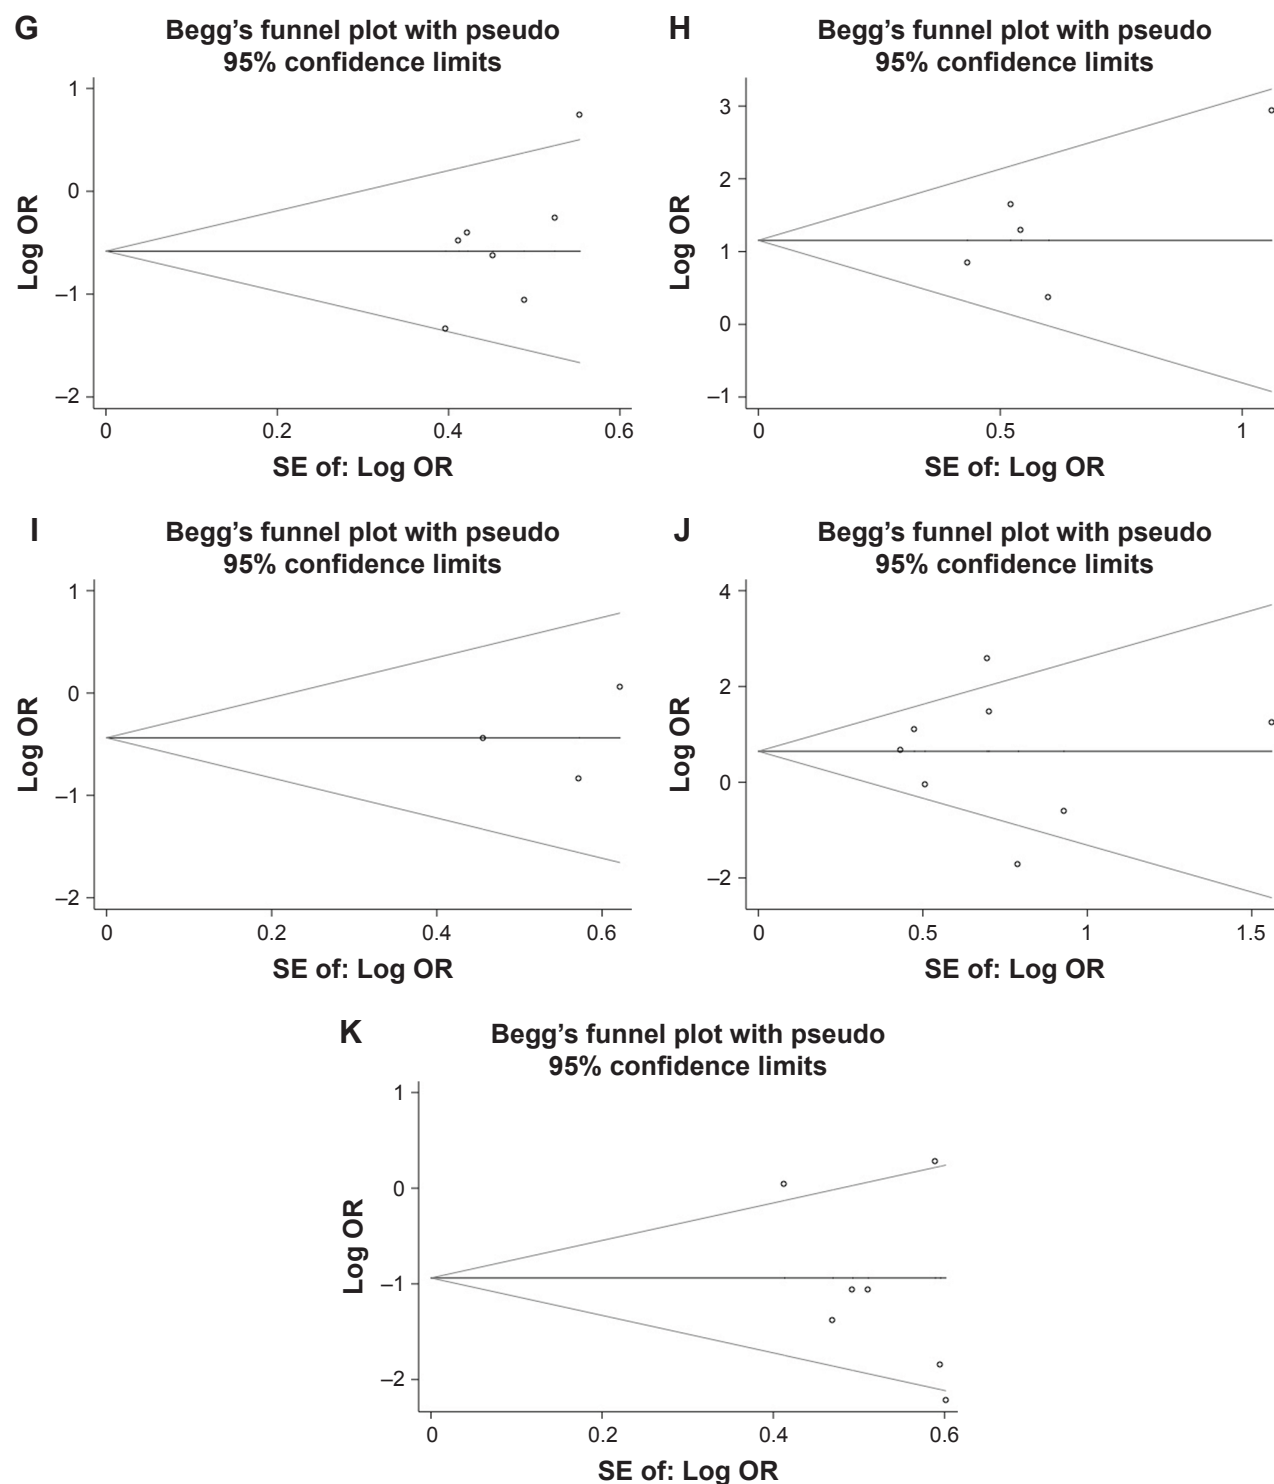 G
Begg’s funnel plot with pseudo
95% confidence limits
1
0
–1
–2
Log OR
0
0.2
0.4
0.6
SE of: Log OR
H
Begg’s funnel plot with pseudo
95% confidence limits
3
2
1
0
–1
Log OR
0
0.5
1
SE of: Log OR
I
Begg’s funnel plot with pseudo
95% confidence limits
1
0
–1
–2
Log OR
0
0.2
0.4
0.6
SE of: Log OR
J
Begg’s funnel plot with pseudo
95% confidence limits
4
2
0
–2
Log OR
0
0.5
1
1.5
SE of: Log OR
K
Begg’s funnel plot with pseudo
95% confidence limits
1
0
–1
–2
Log OR
0
0.2
0.4
0.6
SE of: Log OR